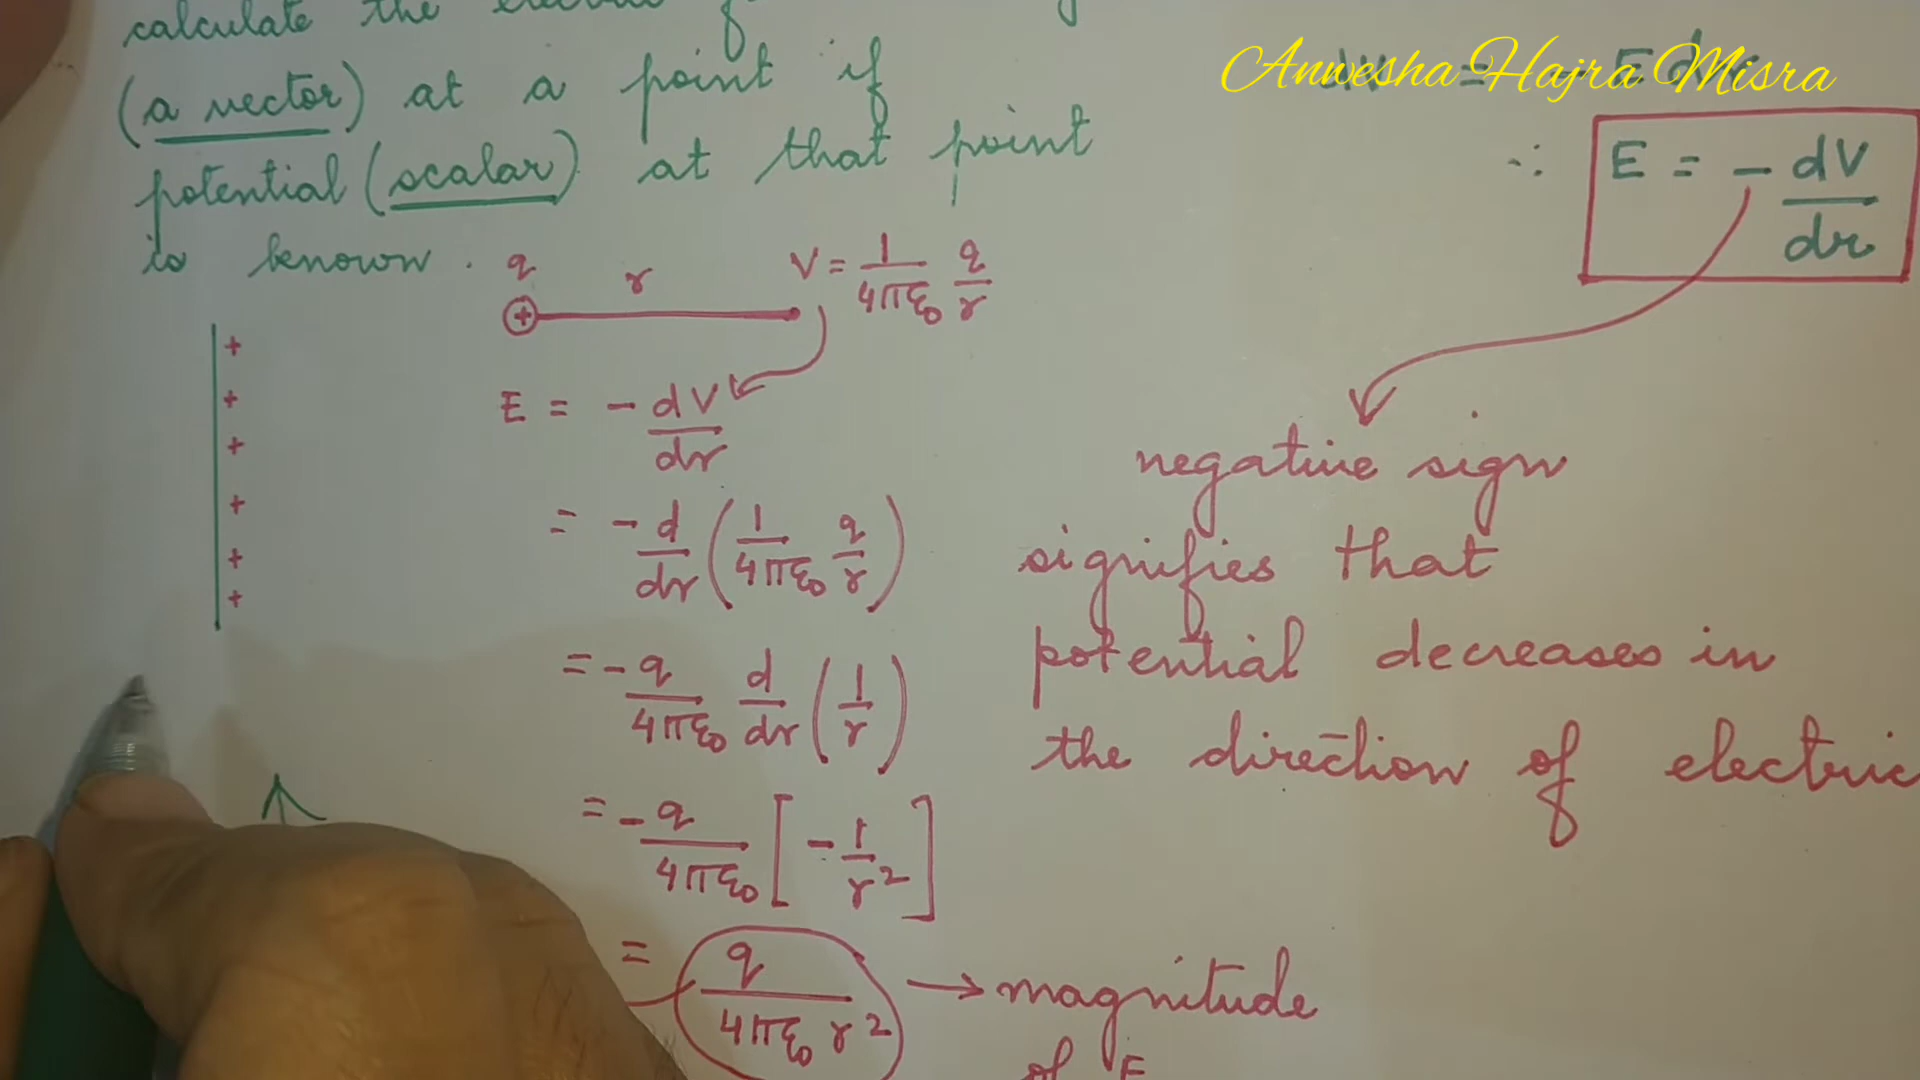 calculate the electric
(a vector) at a point if
potential (scalar) at that point
is known.
q r V = 1/4πε₀ q/r
E = - dV/dr
= - d/dr (1/4πε₀ q/r)
= - q/4πε₀ d/dr (1/r)
= - q/4πε₀ [- 1/r²]
= q/4πε₀ r² → magnitude
of E
+
+
+
+
+
+
Anwesha Hajra Misra
∴ E = - dV/dr
negative sign
signifies that
potential decreases in
the direction of electric